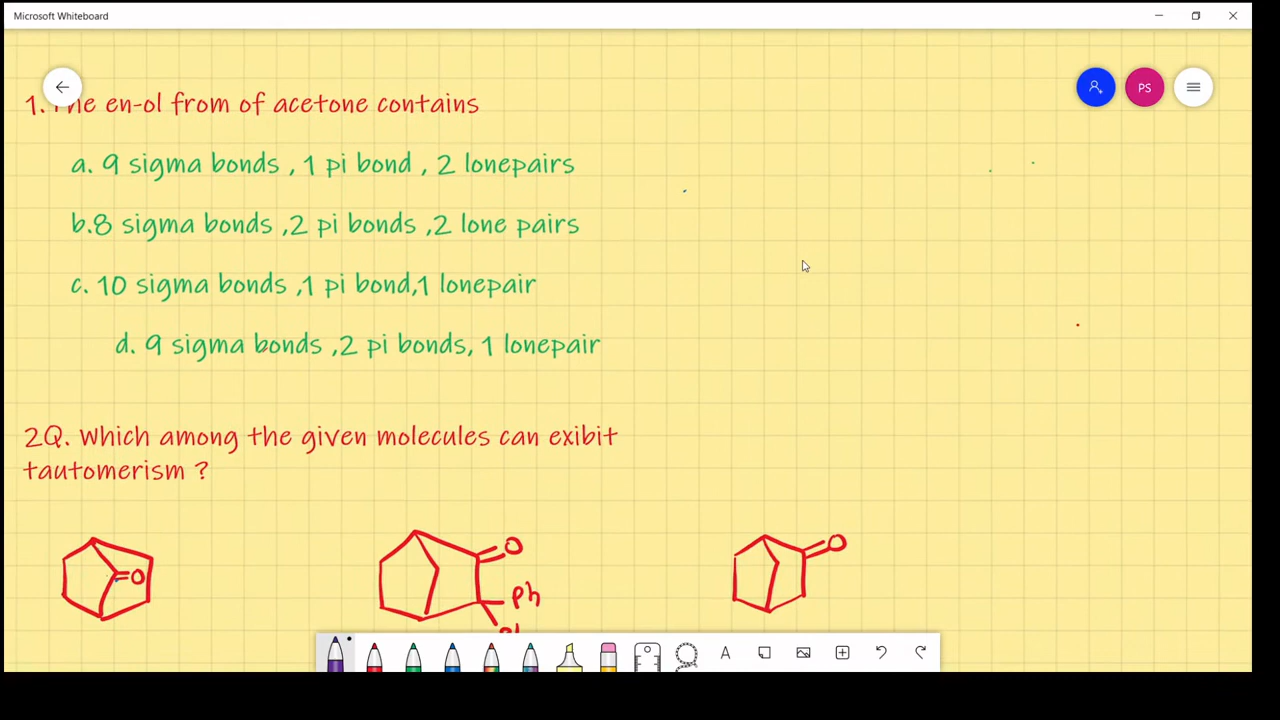 Microsoft Whiteboard
PS
1. The en-ol from of acetone contains
a. 9 sigma bonds , 1 pi bond , 2 lonepairs
b.8 sigma bonds ,2 pi bonds ,2 lone pairs
c. 10 sigma bonds ,1 pi bond,1 lonepair
d. 9 sigma bonds ,2 pi bonds, 1 lonepair
2Q. Which among the given molecules can exibit
tautomerism ?
=O
O
Ph
O
A